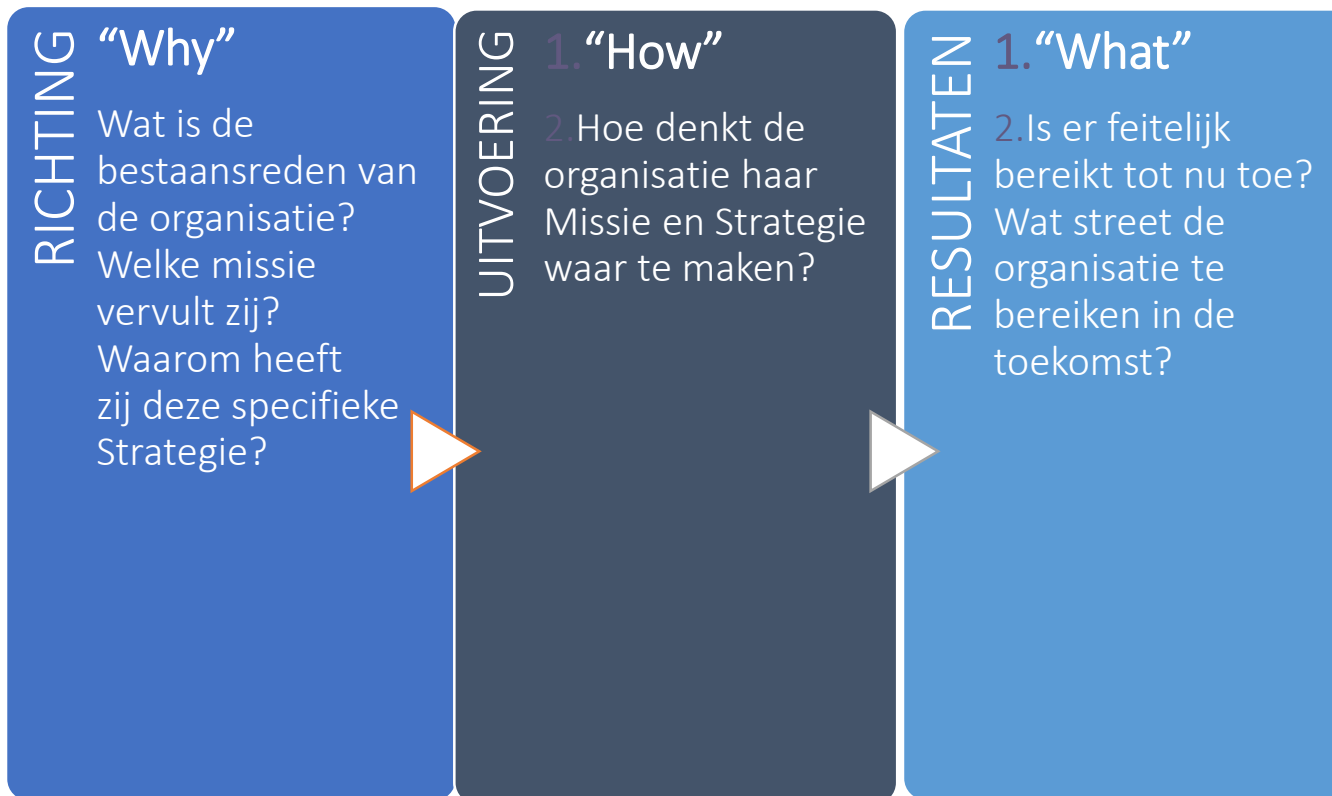 RICHTING
“Why”
Wat is de
bestaansreden van
de organisatie?
Welke missie
vervult zij?
Waarom heeft
zij deze specifieke
Strategie?
UITVOERING
1.“How”
2.Hoe denkt de
organisatie haar
Missie en Strategie
waar te maken?
RESULTATEN
1.“What”
2.Is er feitelijk
bereikt tot nu toe?
Wat street de
organisatie te
bereiken in de
toekomst?